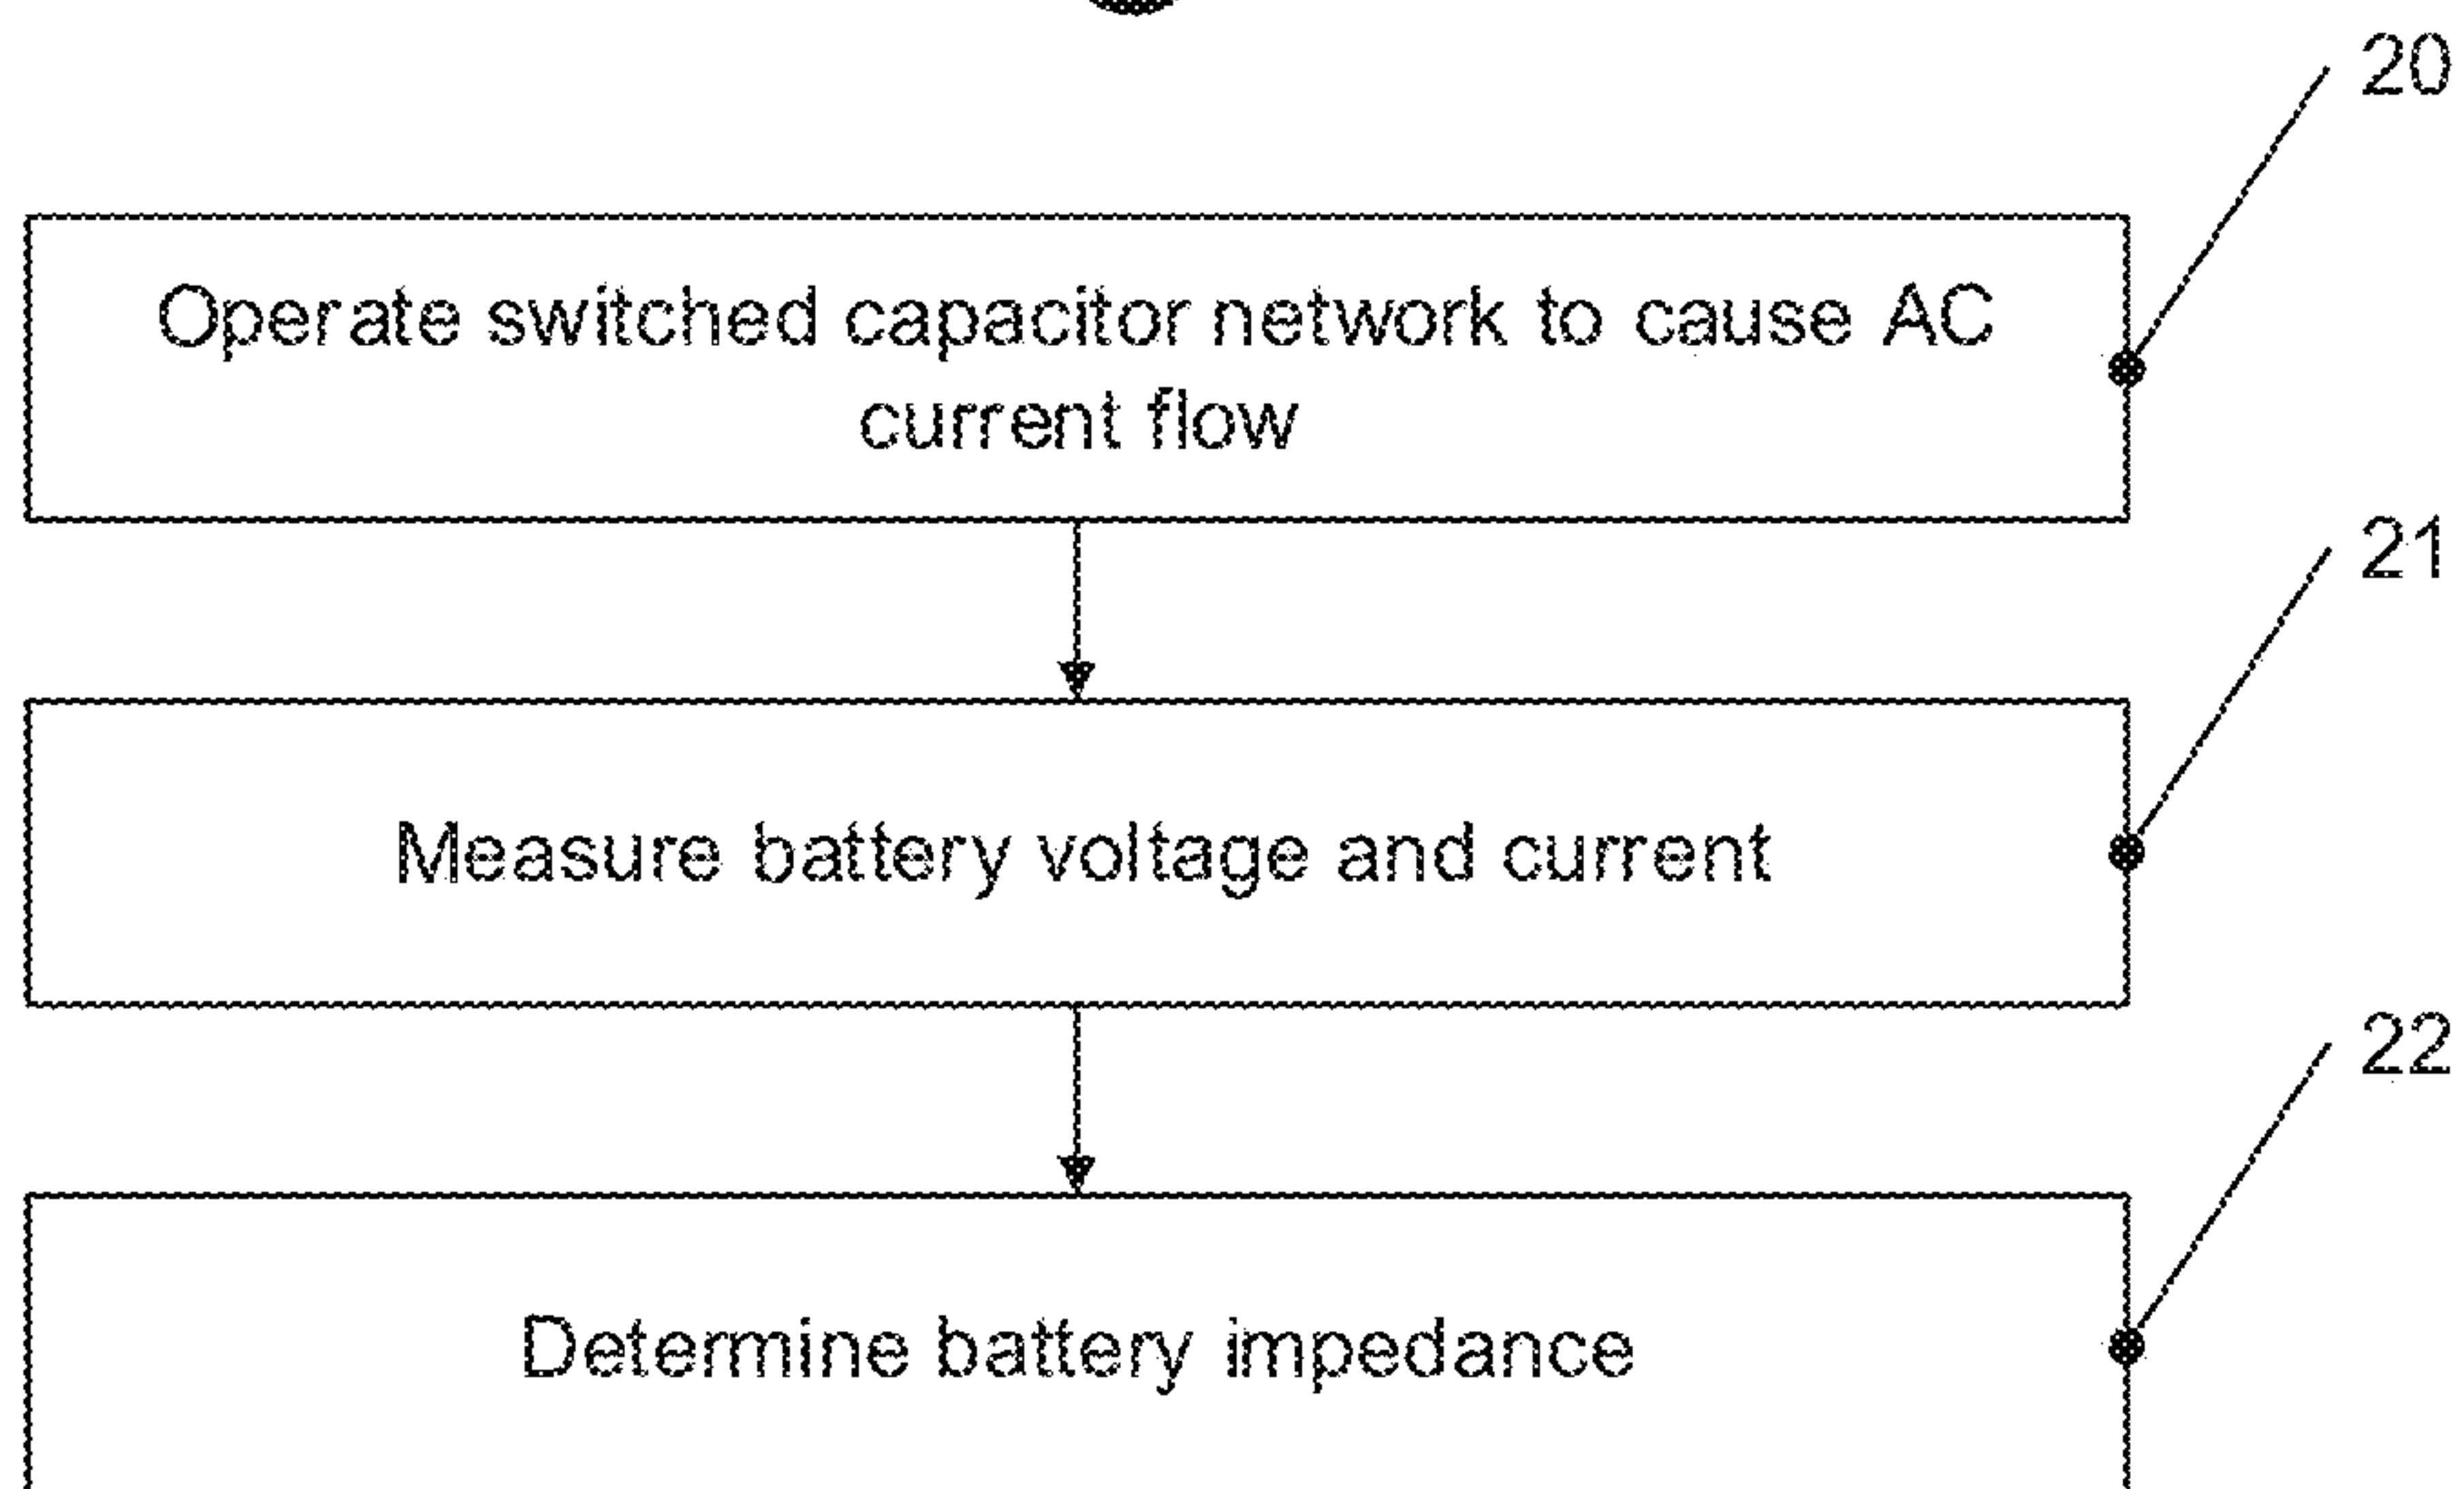 20
Operate switched capacitor network to cause AC
current flow
21
Measure battery voltage and current
22
Determine battery impedance